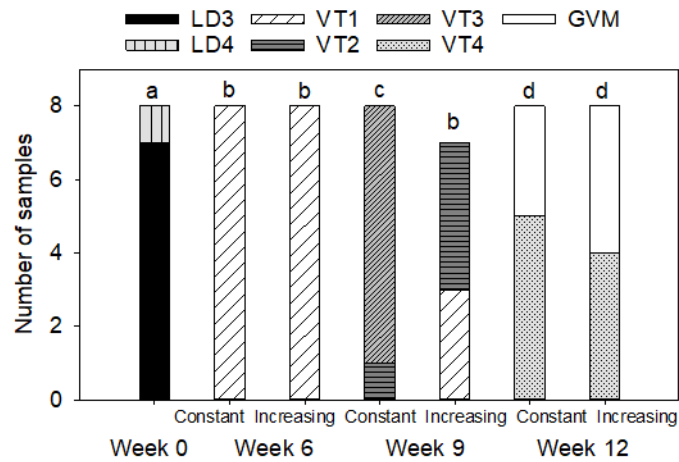 LD3 VT1 VT3 GVM
LD4 VT2 VT4
Number of samples
8
6
4
2
0
a b b c b d d
Constant Increasing Constant Increasing Constant Increasing
Week 0 Week 6 Week 9 Week 12